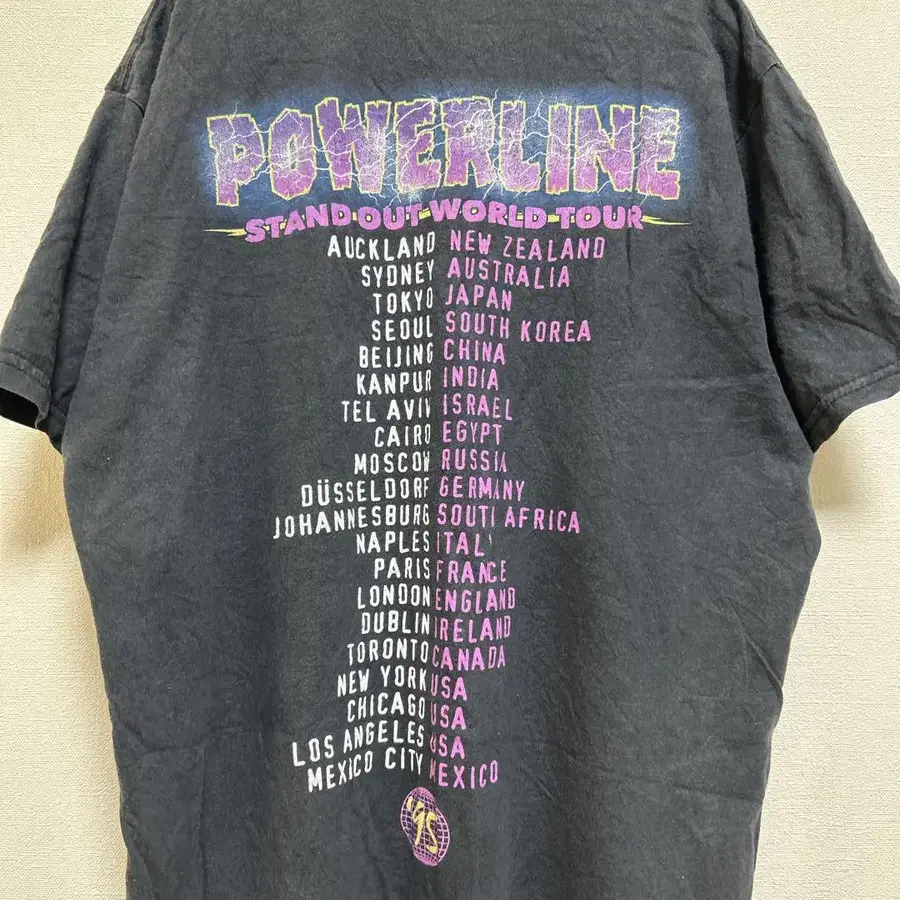 POWERLINE
STAND OUT WORLD TOUR
AUCKLAND NEW ZEALAND
SYDNEY AUSTRALIA
TOKYO JAPAN
SEOUL SOUTH KOREA
BEIJING CHINA
KANPUR INDIA
TEL AVIV ISRAEL
CAIRO EGYPT
MOSCOW RUSSIA
DÜSSELDORF GERMANY
JOHANNESBURG SOUTH AFRICA
NAPLES ITALY
PARIS FRANCE
LONDON ENGLAND
DUBLIN IRELAND
TORONTO CANADA
NEW YORK USA
CHICAGO USA
LOS ANGELES USA
MEXICO CITY MEXICO
'95